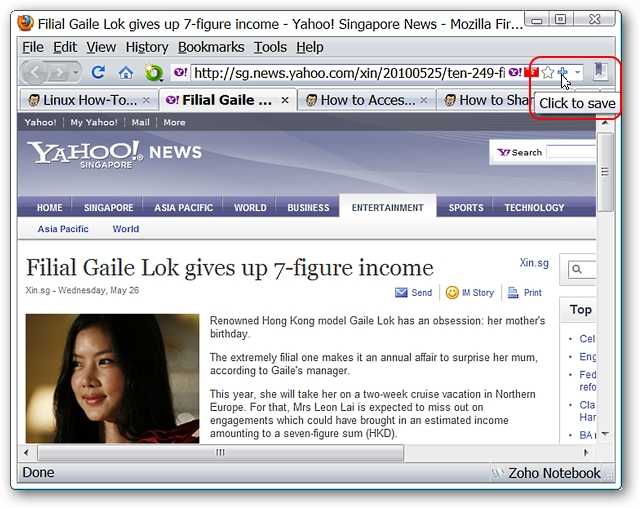 Filial Gaile Lok gives up 7-figure income - Yahoo! Singapore News - Mozilla Fir...
File Edit View History Bookmarks Tools Help
http://sg.news.yahoo.com/xin/20100525/ten-249-fi
Click to save
Linux How-To...
Filial Gaile ...
How to Acces...
How to Shar
Yahoo! My Yahoo! Mail More
YAHOO! NEWS
SINGAPORE
Y! Search
HOME SINGAPORE ASIA PACIFIC WORLD BUSINESS ENTERTAINMENT SPORTS TECHNOLOGY
Asia Pacific World
Filial Gaile Lok gives up 7-figure income
Xin.sg
Xin.sg - Wednesday, May 26
Send IM Story Print
Renowned Hong Kong model Gaile Lok has an obsession: her mother's
birthday.
The extremely filial one makes it an annual affair to surprise her mum,
according to Gaile's manager.
This year, she will take her on a two-week cruise vacation in Northern
Europe. For that, Mrs Leon Lai is expected to miss out on
engagements which could have brought in an estimated income
amounting to a seven-figure sum (HKD).
Top
Cel
Eng
Fed
refo
Cla
Har
BA
Done
Zoho Notebook